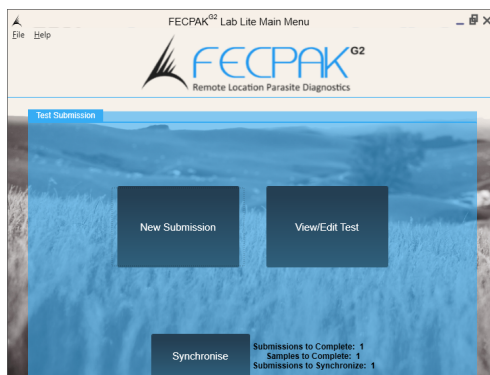 FECPAK G2 Lab Lite Main Menu
File Help
FECPAK G2
Remote Location Parasite Diagnostics
Test Submission
New Submission View/Edit Test
Synchronise
Submissions to Complete: 1
Samples to Complete: 1
Submissions to Synchronize: 1